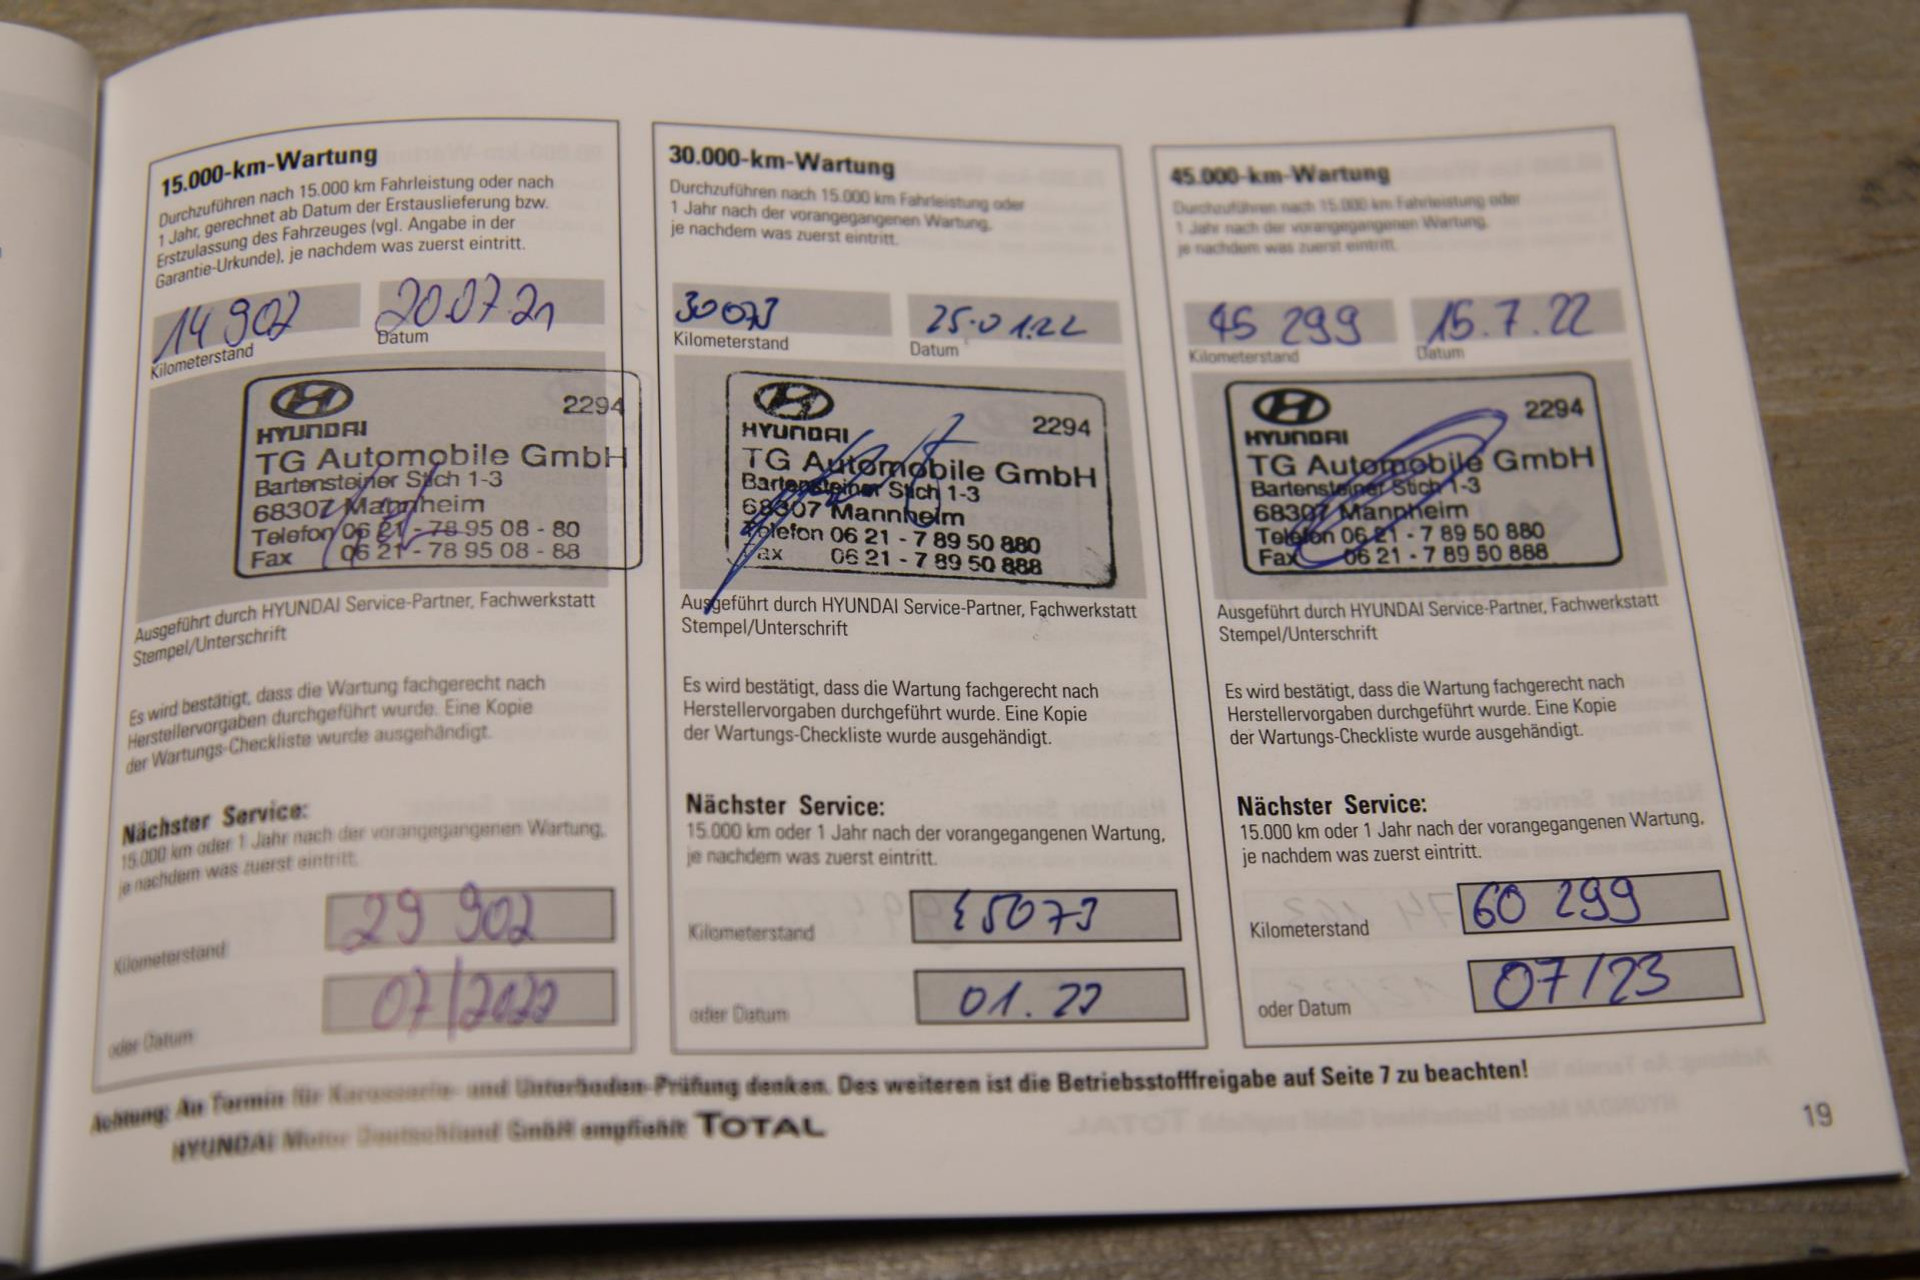 15.000-km-Wartung
Durchzuführen nach 15.000 km Fahrleistung oder nach
1 Jahr, gerechnet ab Datum der Erstauslieferung bzw.
Erstzulassung des Fahrzeuges (vgl. Angabe in der
Garantie-Urkunde), je nachdem was zuerst eintritt.
14 902
20.07.21
Kilometerstand
Datum
HYUNDAI
2294
TG Automobile GmbH
Bartensteiner Stich 1-3
68307 Mannheim
Telefon 06 21 - 78 95 08 - 80
Fax 06 21 - 78 95 08 - 88
Ausgeführt durch HYUNDAI Service-Partner, Fachwerkstatt
Stempel/Unterschrift
Es wird bestätigt, dass die Wartung fachgerecht nach
Herstellervorgaben durchgeführt wurde. Eine Kopie
der Wartungs-Checkliste wurde ausgehändigt.
Nächster Service:
15.000 km oder 1 Jahr nach der vorangegangenen Wartung,
je nachdem was zuerst eintritt.
Kilometerstand 29 902
oder Datum 07/2022
30.000-km-Wartung
Durchzuführen nach 15.000 km Fahrleistung oder
1 Jahr nach der vorangegangenen Wartung,
je nachdem was zuerst eintritt.
30073
25.01.22
Kilometerstand
Datum
HYUNDAI
2294
TG Automobile GmbH
Bartensteiner Stich 1-3
68307 Mannheim
Telefon 06 21 - 7 89 50 880
Fax 06 21 - 7 89 50 888
Ausgeführt durch HYUNDAI Service-Partner, Fachwerkstatt
Stempel/Unterschrift
Es wird bestätigt, dass die Wartung fachgerecht nach
Herstellervorgaben durchgeführt wurde. Eine Kopie
der Wartungs-Checkliste wurde ausgehändigt.
Nächster Service:
15.000 km oder 1 Jahr nach der vorangegangenen Wartung,
je nachdem was zuerst eintritt.
Kilometerstand 45073
oder Datum 01.23
45.000-km-Wartung
Durchzuführen nach 15.000 km Fahrleistung oder
1 Jahr nach der vorangegangenen Wartung,
je nachdem was zuerst eintritt.
45 299
15.7.22
Kilometerstand
Datum
HYUNDAI
2294
TG Automobile GmbH
Bartensteiner Stich 1-3
68307 Mannheim
Telefon 06 21 - 7 89 50 880
Fax 06 21 - 7 89 50 888
Ausgeführt durch HYUNDAI Service-Partner, Fachwerkstatt
Stempel/Unterschrift
Es wird bestätigt, dass die Wartung fachgerecht nach
Herstellervorgaben durchgeführt wurde. Eine Kopie
der Wartungs-Checkliste wurde ausgehändigt.
Nächster Service:
15.000 km oder 1 Jahr nach der vorangegangenen Wartung,
je nachdem was zuerst eintritt.
Kilometerstand 60 299
oder Datum 07/23
Achtung: An Termin für Karosserie- und Unterboden-Prüfung denken. Des weiteren ist die Betriebsstofffreigabe auf Seite 7 zu beachten!
HYUNDAI Motor Deutschland GmbH empfiehlt TOTAL
19